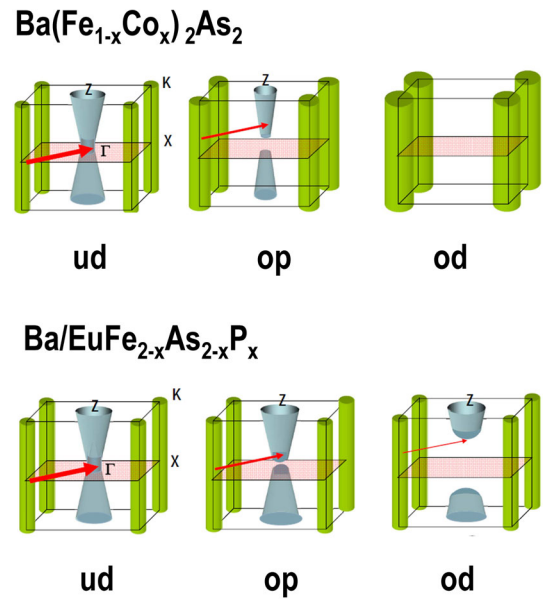 Ba(Fe₁₋ₓCoₓ)₂As₂
Z K
Γ X
Z
ud op od
Ba/EuFe₂₋ₓAs₂₋ₓPₓ
Z K
Γ X
Z
Z
ud op od